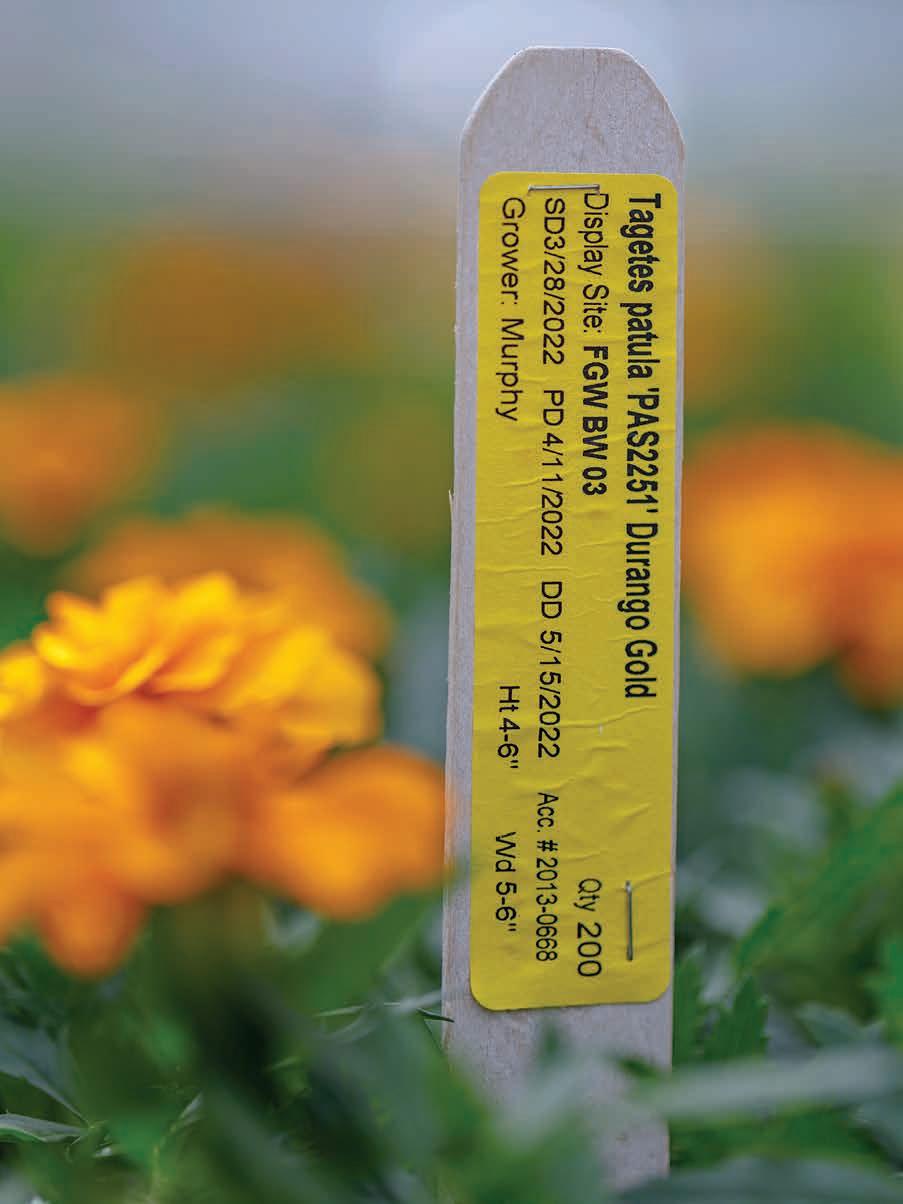 Tagetes patula 'PAS2251' Durango Gold
Display Site: FGW BW 03 Qty 200
SD3/28/2022 PD 4/11/2022 DD 5/15/2022 Acc. # 2013-0668
Grower: Murphy Ht 4-6" Wd 5-6"